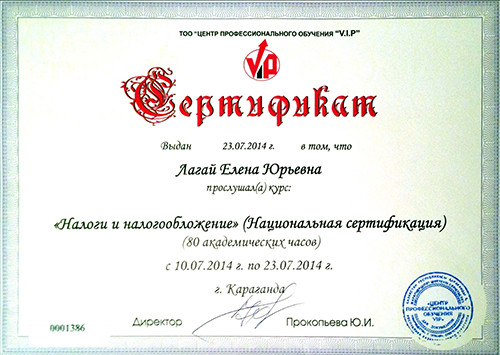 ТОО "ЦЕНТР ПРОФЕССИОНАЛЬНОГО ОБУЧЕНИЯ "V.I.P"
VIP
Сертификат
Выдан 23.07.2014 г. в том, что
Лагай Елена Юрьевна
прослушал(а) курс:
«Налоги и налогообложение» (Национальная сертификация)
(80 академических часов)
с 10.07.2014 г. по 23.07.2014 г.
г. Караганда
0001386 Директор Прокопьева Ю.И.
«ЦЕНТР
ПРОФЕССИОНАЛЬНОГО
ОБУЧЕНИЯ
VIP»